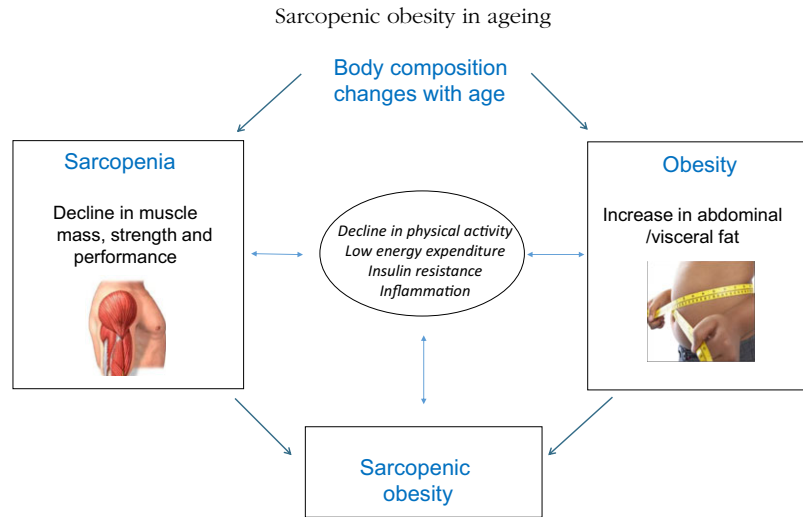 Sarcopenic obesity in ageing
Body composition
changes with age
Sarcopenia
Decline in muscle
mass, strength and
performance
Decline in physical activity
Low energy expenditure
Insulin resistance
Inflammation
Obesity
Increase in abdominal
/visceral fat
Sarcopenic
obesity